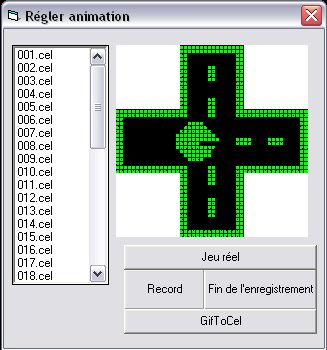 Régler animation
001.cel
002.cel
003.cel
004.cel
005.cel
006.cel
007.cel
008.cel
009.cel
010.cel
011.cel
012.cel
013.cel
014.cel
015.cel
016.cel
017.cel
018.cel
Jeu réel
Record
Fin de l'enregistrement
GifToCel